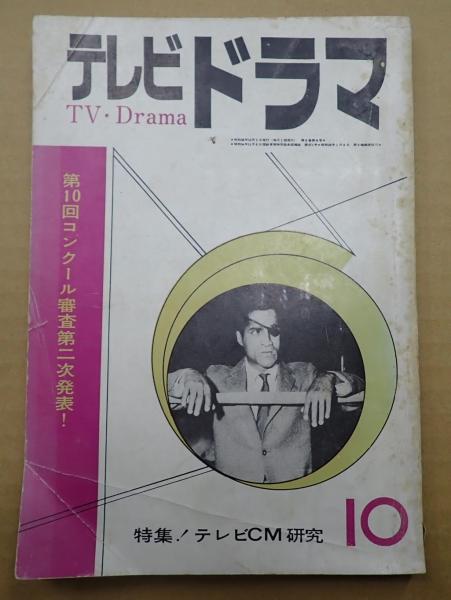 テレビドラマ
TV・Drama
第10回コンクール審査第二次発表!
特集!テレビCM研究
10